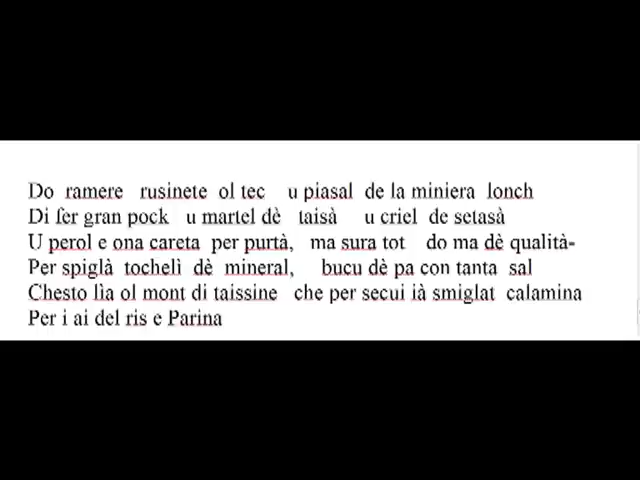 Do ramere rusinete ol tec u piasal de la miniera lonch
Di fer gran pock u martel dè taisà u criel de setasà
U perol e ona careta per purtà, ma sura tot do ma dè qualità-
Per spiglà tochelì dè mineral, bucu dè pa con tanta sal
Chesto lìa ol mont di taissine che per secui ià smiglat calamina
Per i ai del ris e Parina